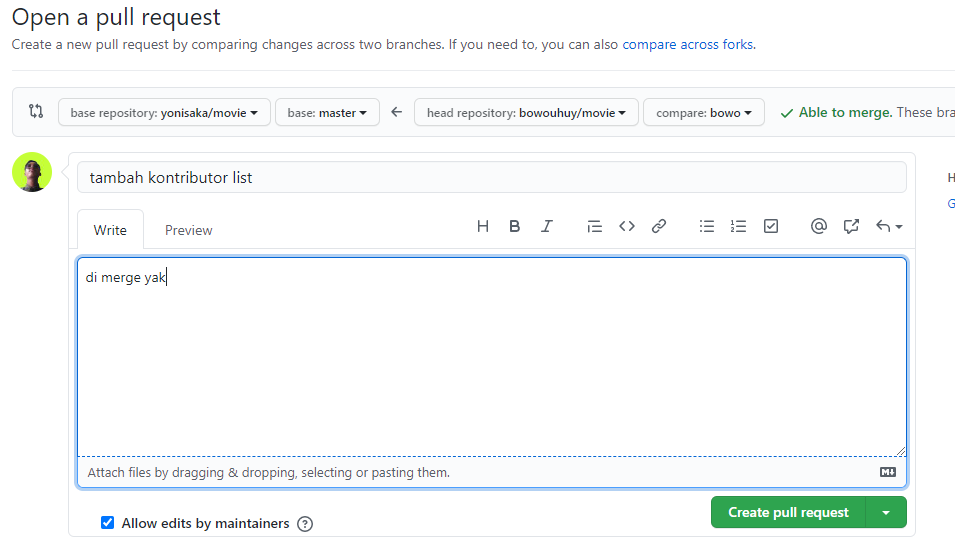 Open a pull request
Create a new pull request by comparing changes across two branches. If you need to, you can also compare across forks.
base repository: yonisaka/movie base: master head repository: bowouhuy/movie compare: bowo Able to merge. These
tambah kontributor list
Write Preview
di merge yak
Attach files by dragging & dropping, selecting or pasting them.
Allow edits by maintainers
Create pull request